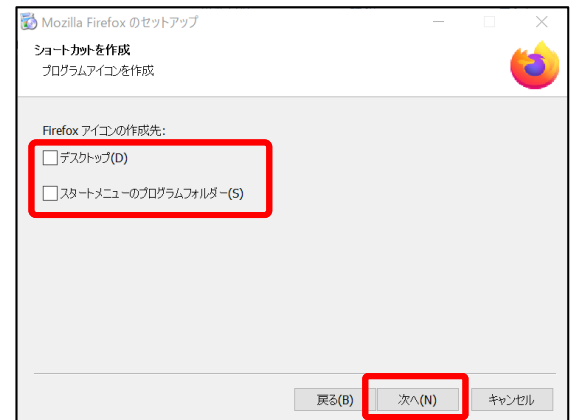 Mozilla Firefox のセットアップ
ショートカットを作成
プログラムアイコンを作成
Firefox アイコンの作成先:
デスクトップ(D)
スタートメニューのプログラムフォルダー(S)
戻る(B) 次へ(N) キャンセル